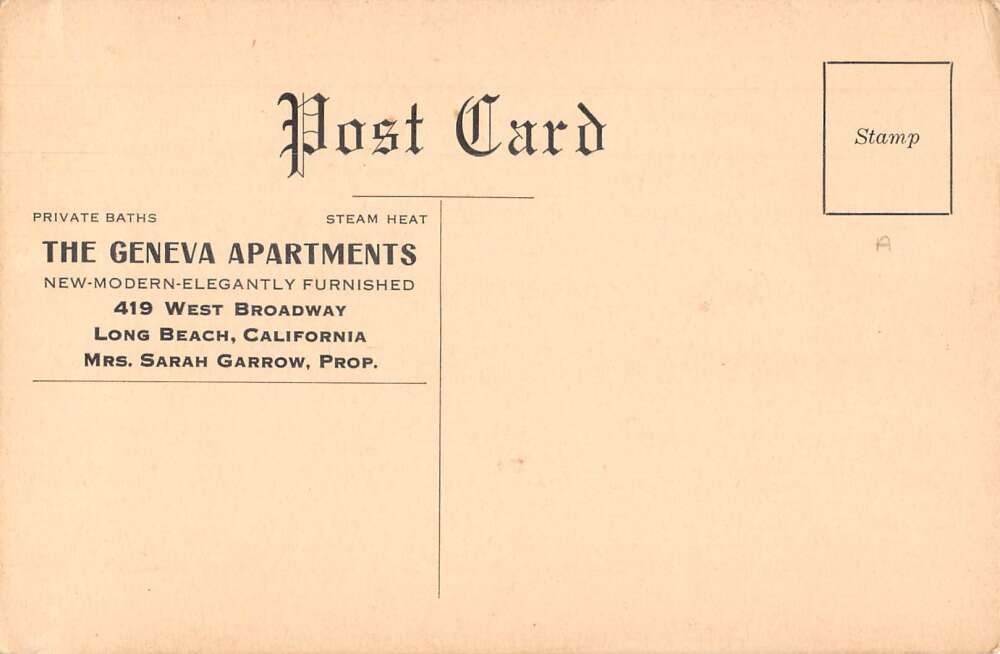 Post Card
Stamp
A
PRIVATE BATHS STEAM HEAT
THE GENEVA APARTMENTS
NEW-MODERN-ELEGANTLY FURNISHED
419 WEST BROADWAY
LONG BEACH, CALIFORNIA
MRS. SARAH GARROW, PROP.